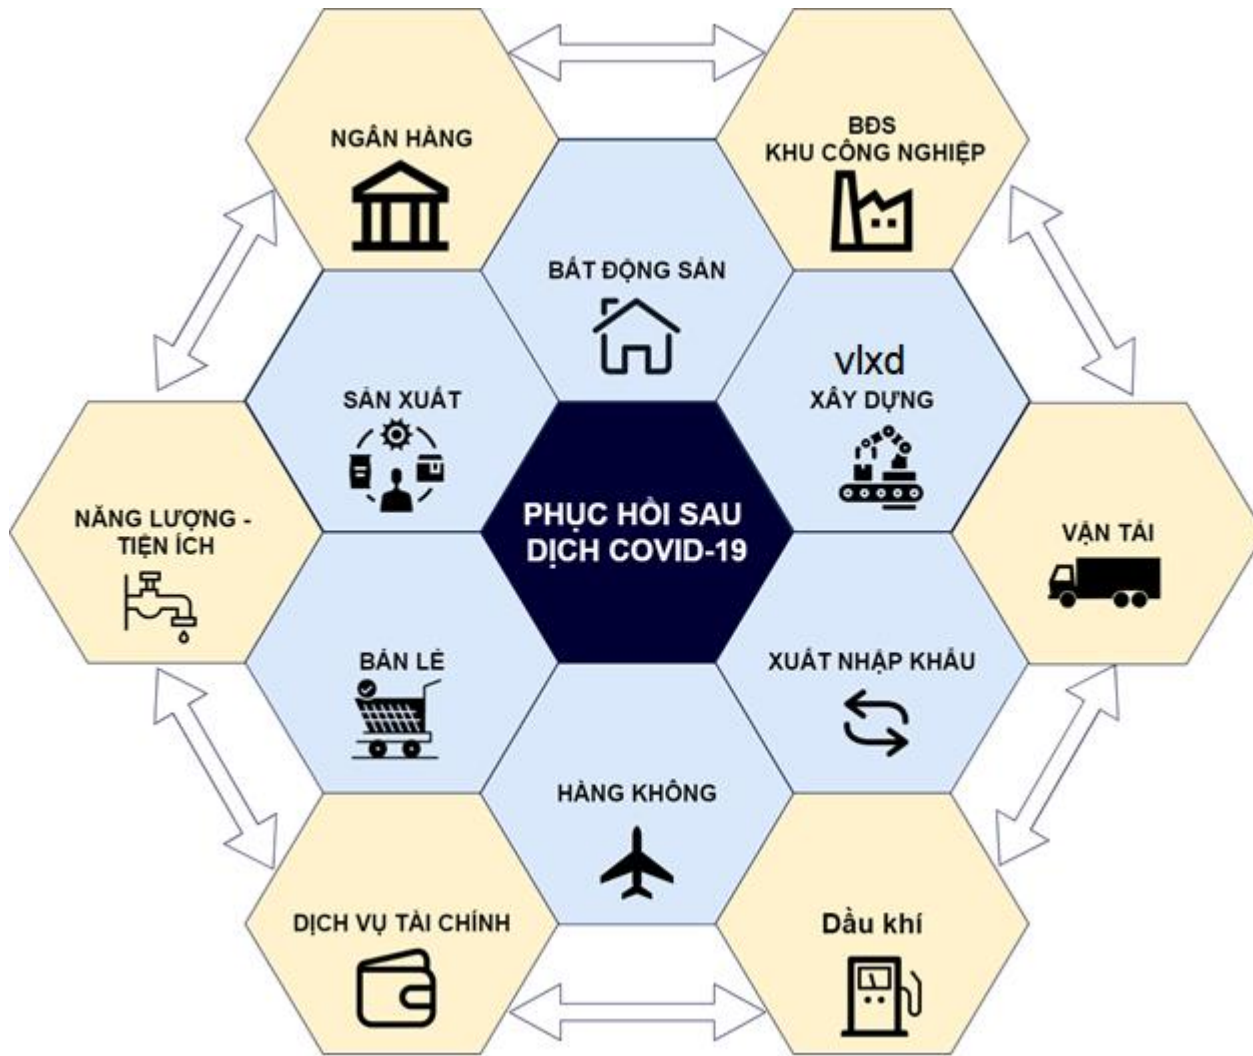 NGÂN HÀNG
BĐS
KHU CÔNG NGHIỆP
BẤT ĐỘNG SẢN
SẢN XUẤT
vlxd
XÂY DỰNG
PHỤC HỒI SAU
DỊCH COVID-19
NĂNG LƯỢNG -
TIỆN ÍCH
VẬN TẢI
BÁN LẺ
XUẤT NHẬP KHẨU
HÀNG KHÔNG
DỊCH VỤ TÀI CHÍNH
Dầu khí